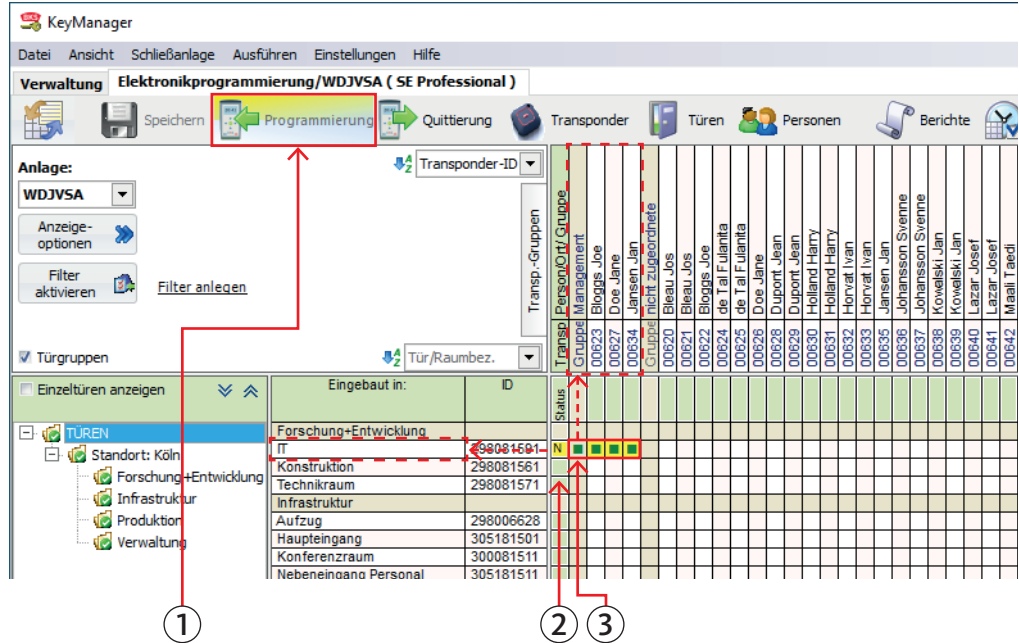 BKS KeyManager
Datei Ansicht Schließanlage Ausführen Einstellungen Hilfe
Verwaltung Elektronikprogrammierung/WDJVSA ( SE Professional )
Speichern Programmierung Quittierung Transponder Türen Personen Berichte
Anlage:
WDJVSA
Anzeige-
optionen
Filter
aktivieren
Filter anlegen
Türgruppen
Transponder-ID
Transp.-Gruppen
Tür/Raumbez.
Transp Person/Ort/ Gruppe
Gruppe Management
00623 Bloggs Joe
00627 Doe Jane
00634 Jansen Jan
Gruppe nicht zugeordnete
00620 Bleau Jos
00621 Bleau Jos
00622 Bloggs Joe
00624 de Tal Fulanita
00625 de Tal Fulanita
00626 Doe Jane
00628 Dupont Jean
00629 Dupont Jean
00630 Holland Harry
00631 Holland Harry
00632 Horvat Ivan
00633 Horvat Ivan
00635 Jansen Jan
00636 Johansson Svenne
00637 Johansson Svenne
00638 Kowalski Jan
00639 Kowalski Jan
00640 Lazar Josef
00641 Lazar Josef
00642 Maali Taedi
Einzeltüren anzeigen
Eingebaut in: ID
Status
TÜREN
Standort: Köln
Forschung+Entwicklung
Infrastruktur
Produktion
Verwaltung
Forschung+Entwicklung
IT 298081591 N
Konstruktion 298081561
Technikraum 298081571
Infrastruktur
Aufzug 298006628
Haupteingang 305181501
Konferenzraum 300081511
Nebeneingang Personal 305181511
1 2 3